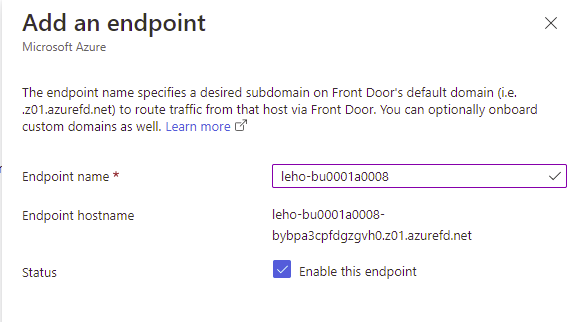 Add an endpoint
Microsoft Azure
The endpoint name specifies a desired subdomain on Front Door's default domain (i.e.
.z01.azurefd.net) to route traffic from that host via Front Door. You can optionally onboard
custom domains as well. Learn more
Endpoint name *
leho-bu0001a0008
Endpoint hostname
leho-bu0001a0008-
bybpa3cpfdgzgvh0.z01.azurefd.net
Status
Enable this endpoint